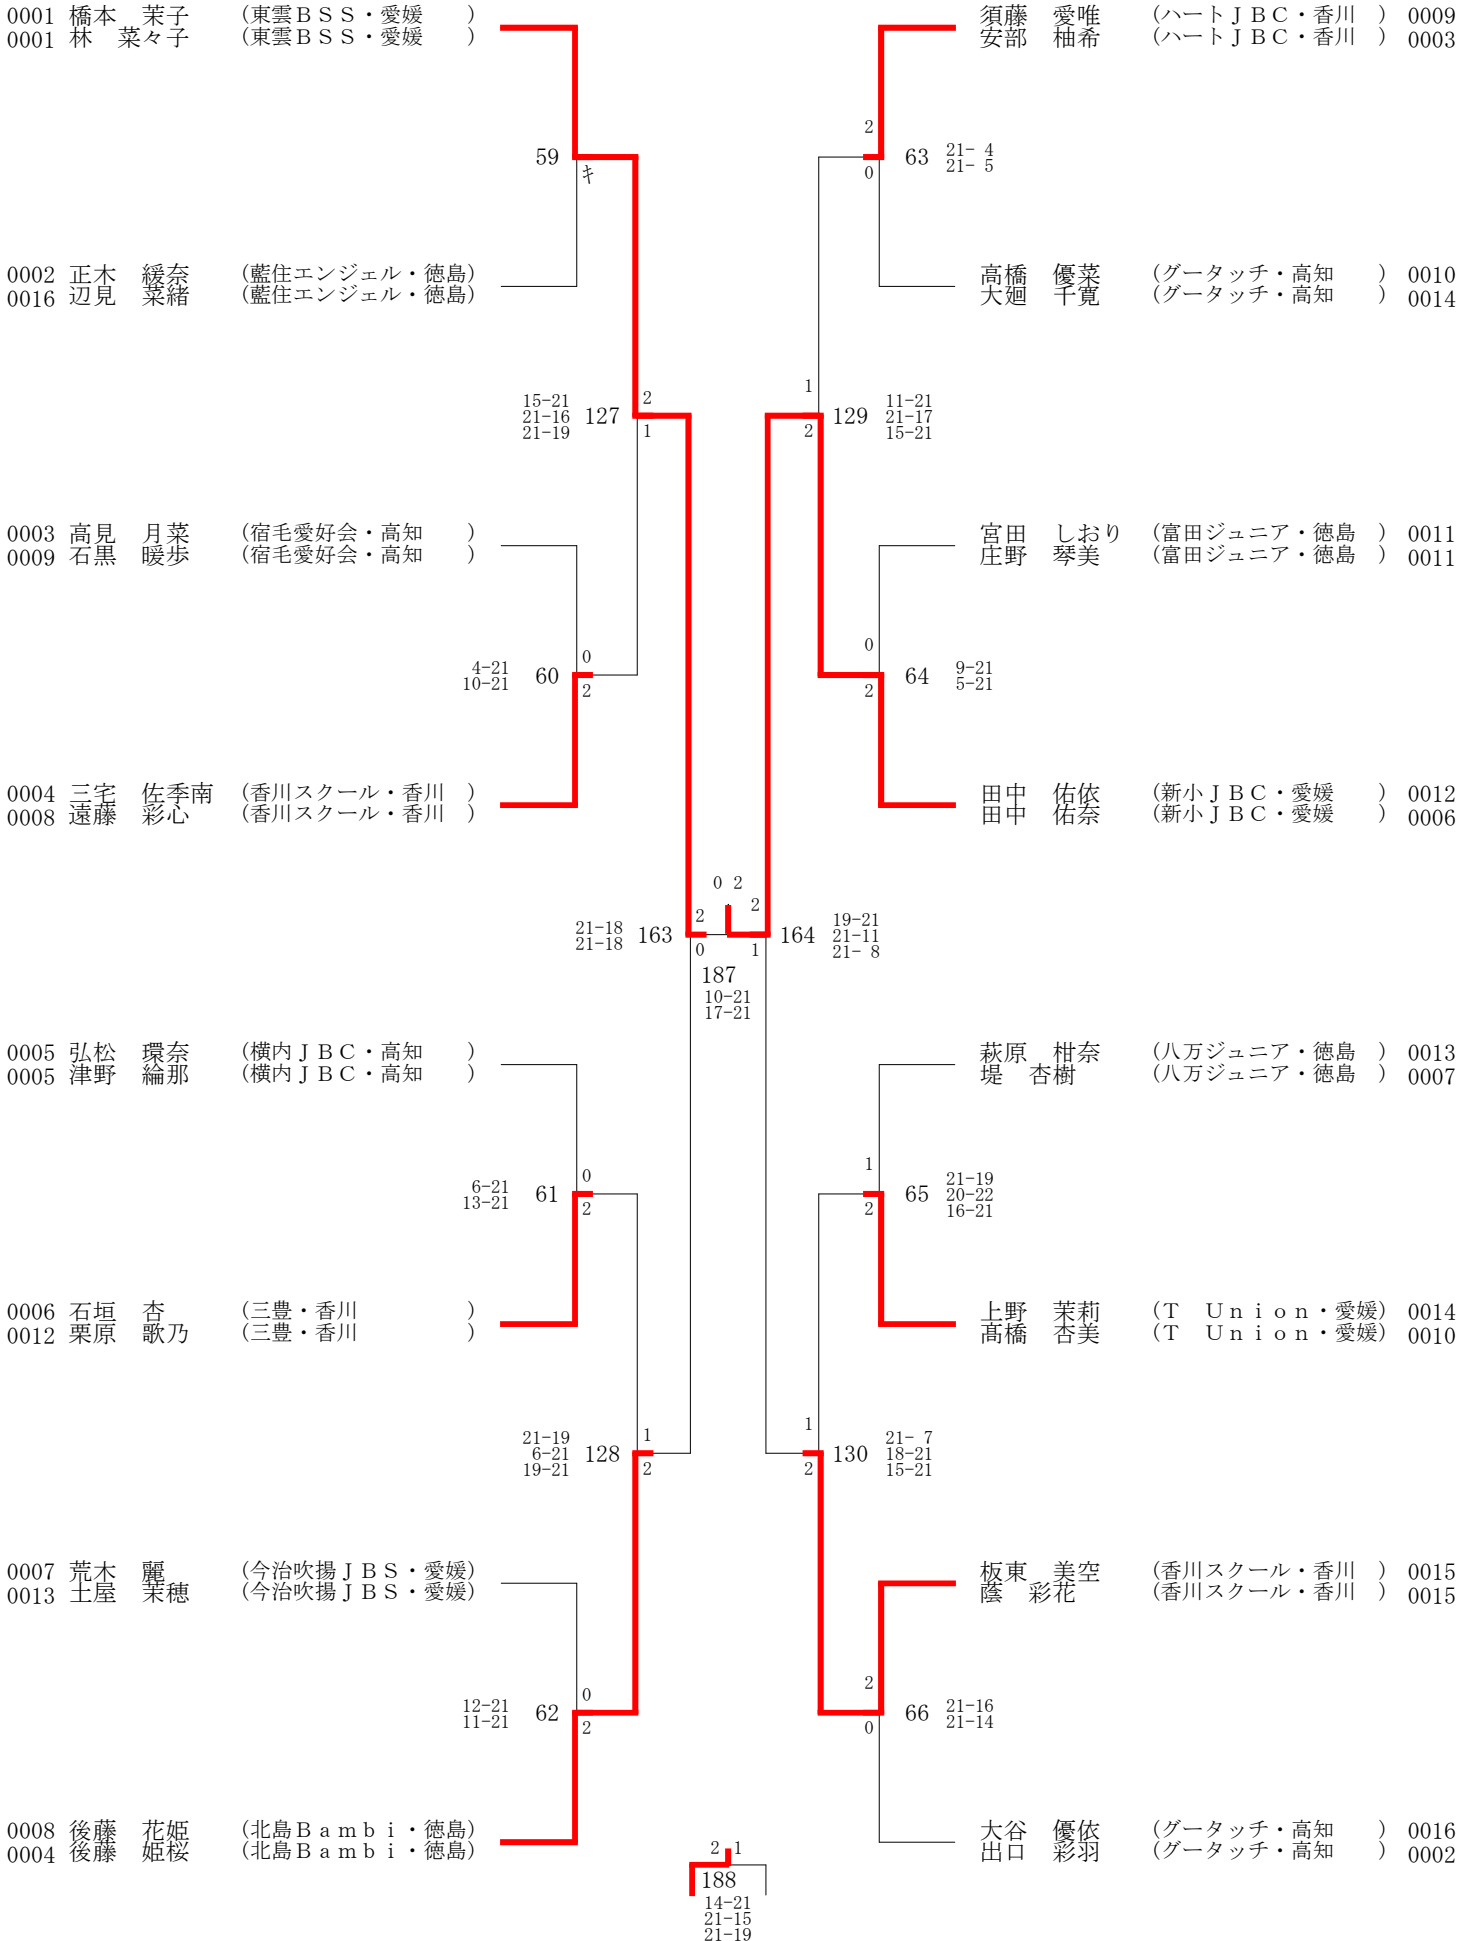 0001 橋本　茉子 (東雲ＢＳＳ・愛媛 )
0001 林　菜々子 (東雲ＢＳＳ・愛媛 )
59
キ
0002 正木　緩奈 (藍住エンジェル・徳島)
0016 辺見　菜緒 (藍住エンジェル・徳島)
15-21
21-16
21-19
127
2
1
0003 高見　月菜 (宿毛愛好会・高知 )
0009 石黒　暖歩 (宿毛愛好会・高知 )
4-21
10-21
60
0
2
0004 三宅　佐季南 (香川スクール・香川 )
0008 遠藤　彩心 (香川スクール・香川 )
21-18
21-18
163
2
0
0005 弘松　環奈 (横内ＪＢＣ・高知 )
0005 津野　綸那 (横内ＪＢＣ・高知 )
6-21
13-21
61
0
2
0006 石垣　杏 (三豊・香川 )
0012 栗原　歌乃 (三豊・香川 )
21-19
6-21
19-21
128
1
2
0007 荒木　麗 (今治吹揚ＪＢＳ・愛媛)
0013 土屋　茉穂 (今治吹揚ＪＢＳ・愛媛)
12-21
11-21
62
0
2
0008 後藤　花姫 (北島Ｂａｍｂｉ・徳島)
0004 後藤　姫桜 (北島Ｂａｍｂｉ・徳島)
0 2
187
10-21
17-21
2 1
188
14-21
21-15
21-19
須藤　愛唯 (ハートＪＢＣ・香川 ) 0009
安部　柚希 (ハートＪＢＣ・香川 ) 0003
2
0
63
21- 4
21- 5
高橋　優菜 (グータッチ・高知 ) 0010
大廻　千寛 (グータッチ・高知 ) 0014
1
2
129
11-21
21-17
15-21
宮田　しおり (富田ジュニア・徳島 ) 0011
庄野　琴美 (富田ジュニア・徳島 ) 0011
0
2
64
9-21
5-21
田中　佑依 (新小ＪＢＣ・愛媛 ) 0012
田中　佑奈 (新小ＪＢＣ・愛媛 ) 0006
2
1
164
19-21
21-11
21- 8
萩原　柑奈 (八万ジュニア・徳島 ) 0013
堤　杏樹 (八万ジュニア・徳島 ) 0007
1
2
65
21-19
20-22
16-21
上野　茉莉 (Ｔ　Ｕｎｉｏｎ・愛媛) 0014
髙橋　杏美 (Ｔ　Ｕｎｉｏｎ・愛媛) 0010
1
2
130
21- 7
18-21
15-21
板東　美空 (香川スクール・香川 ) 0015
蔭　彩花 (香川スクール・香川 ) 0015
2
0
66
21-16
21-14
大谷　優依 (グータッチ・高知 ) 0016
出口　彩羽 (グータッチ・高知 ) 0002